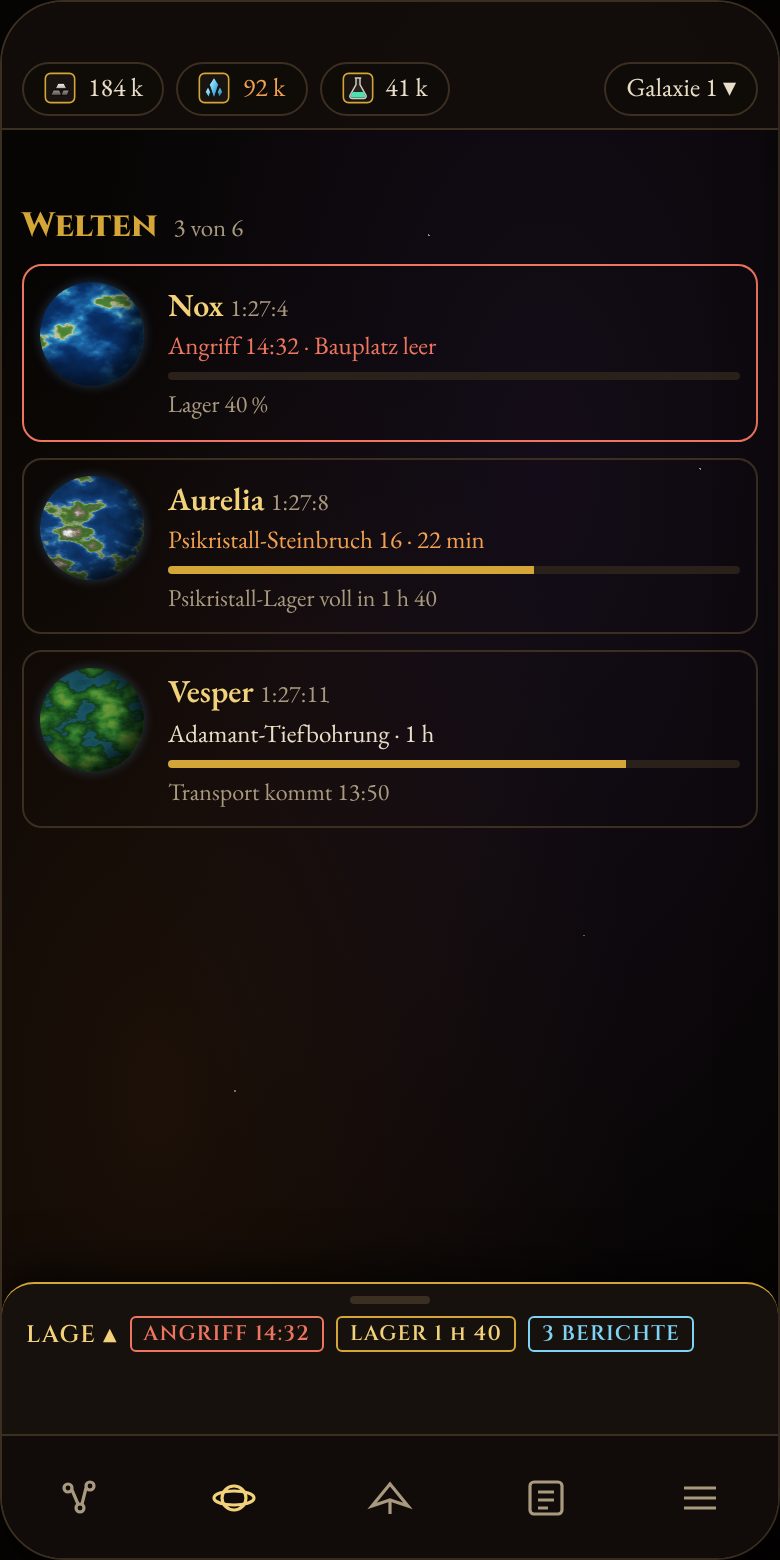 184 k 92 k 41 k Galaxie 1 ▼
WELTEN 3 von 6
Nox 1:27:4
Angriff 14:32 · Bauplatz leer
Lager 40 %
Aurelia 1:27:8
Psikristall-Steinbruch 16 · 22 min
Psikristall-Lager voll in 1 h 40
Vesper 1:27:11
Adamant-Tiefbohrung · 1 h
Transport kommt 13:50
LAGE ▲ ANGRIFF 14:32 LAGER 1 H 40 3 BERICHTE